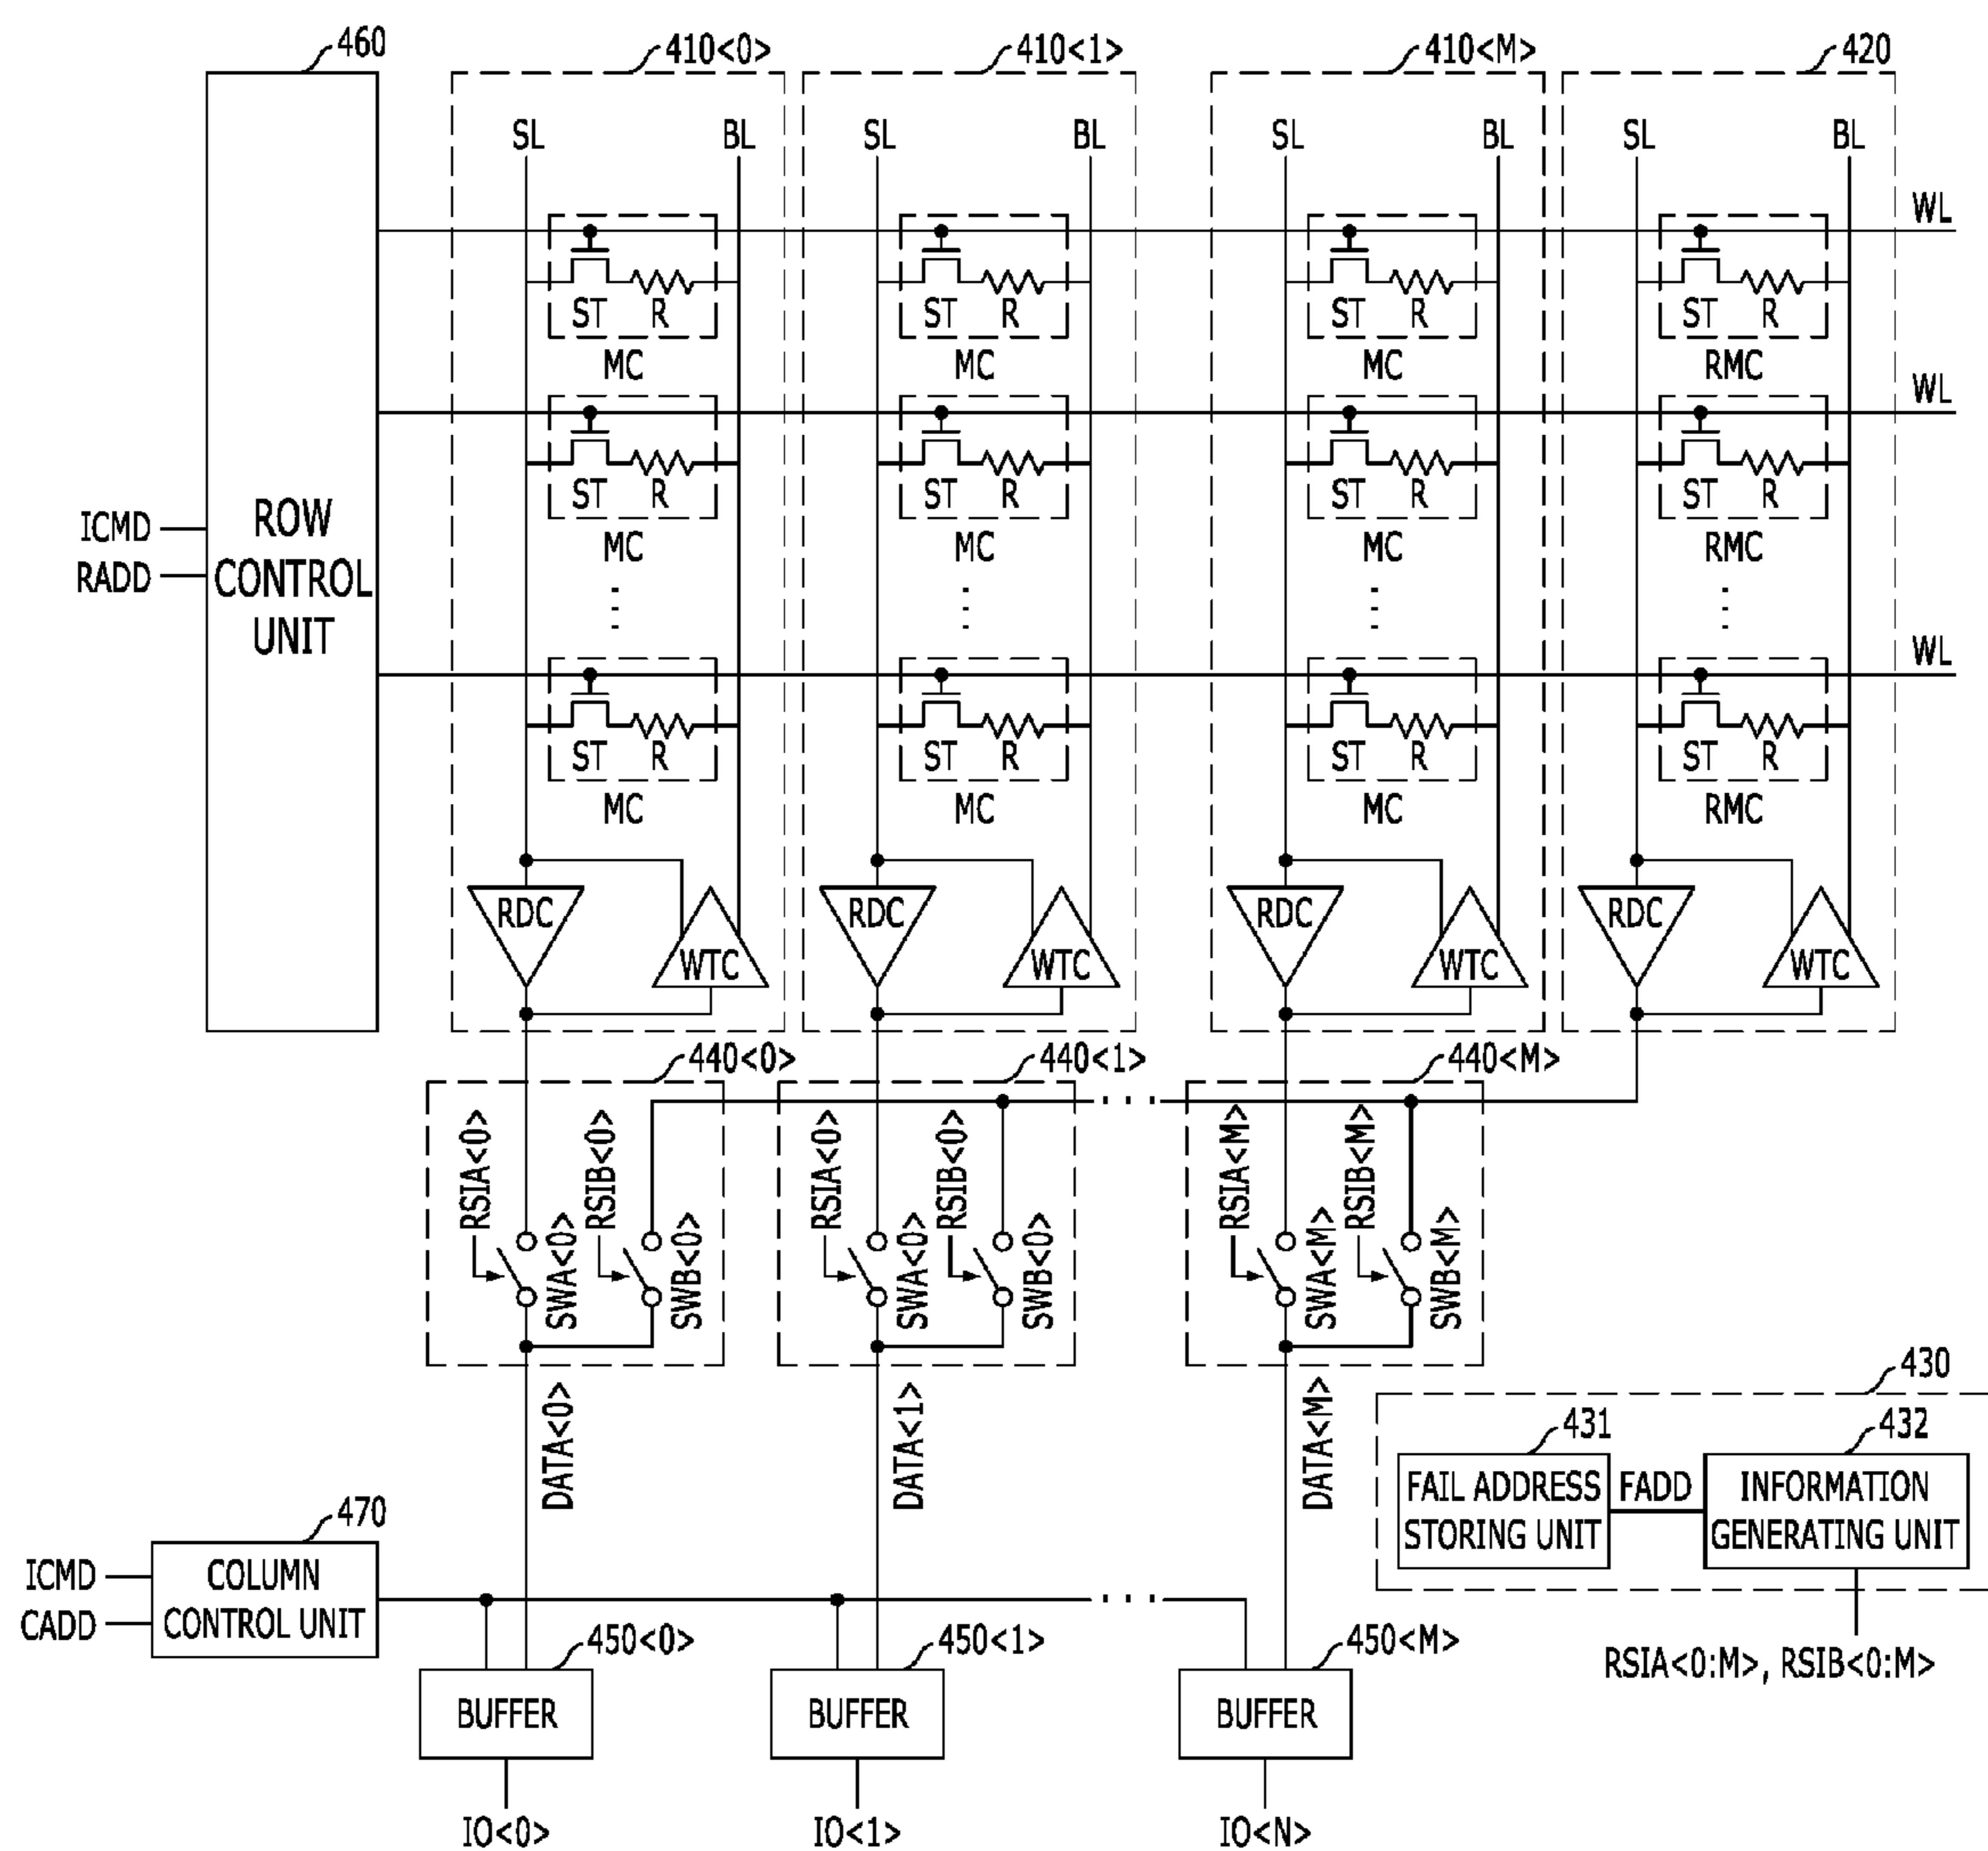 460
410<0>
410<1>
410<M>
420
SL BL SL BL SL BL SL BL
WL
ST R ST R ST R ST R
MC MC MC RMC
WL
ST R ST R ST R ST R
MC MC MC RMC
ICMD
RADD
ROW
CONTROL
UNIT
WL
ST R ST R ST R ST R
MC MC MC RMC
RDC WTC RDC WTC RDC WTC RDC WTC
440<0>
440<1>
440<M>
RSIA<0> SWA<0> RSIB<0> SWB<0>
RSIA<0> SWA<0> RSIB<0> SWB<0>
RSIA<M> SWA<M> RSIB<M> SWB<M>
DATA<0>
DATA<1>
DATA<M>
430
431
432
FAIL ADDRESS
STORING UNIT
FADD
INFORMATION
GENERATING UNIT
RSIA<0:M>, RSIB<0:M>
470
ICMD
CADD
COLUMN
CONTROL UNIT
450<0>
450<1>
450<M>
BUFFER BUFFER BUFFER
IO<0> IO<1> IO<N>